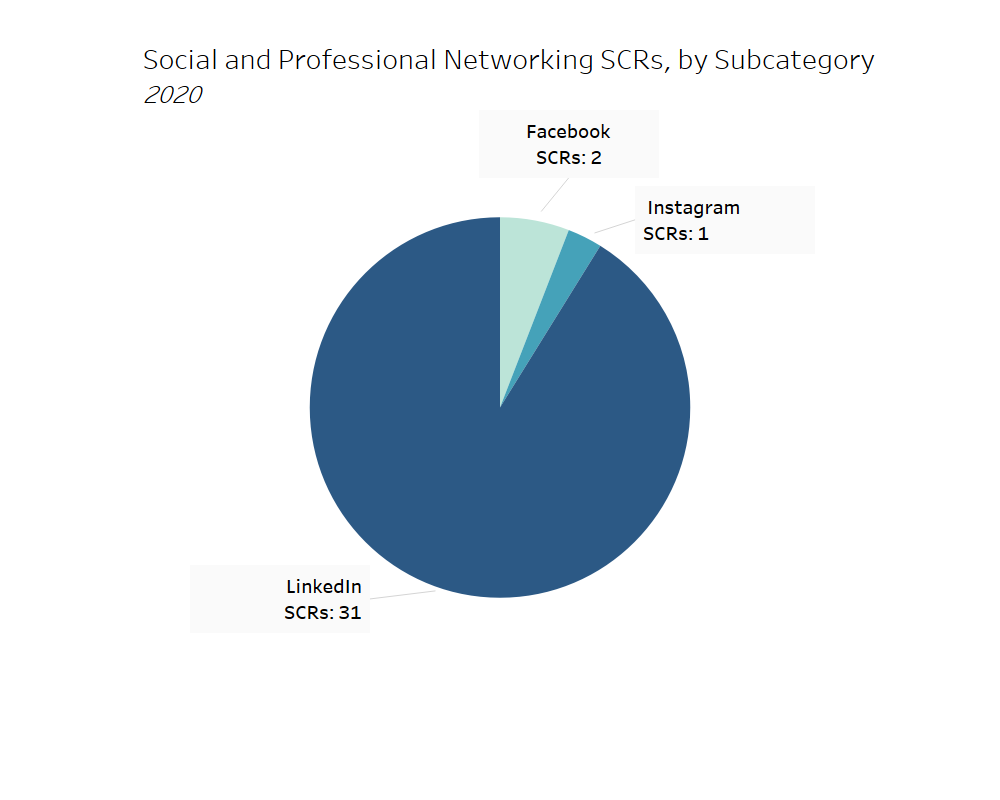 Social and Professional Networking SCRs, by Subcategory
2020
Facebook
SCRs: 2
Instagram
SCRs: 1
LinkedIn
SCRs: 31